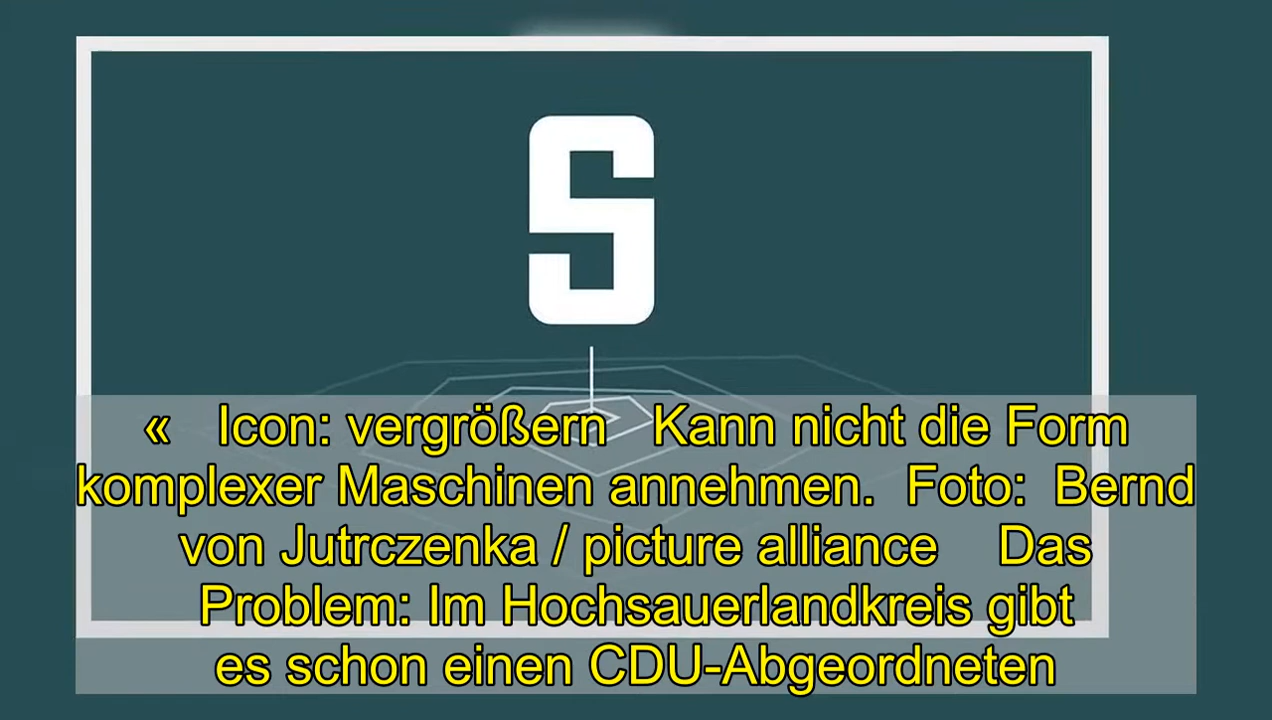 S
« Icon: vergrößern Kann nicht die Form
komplexer Maschinen annehmen. Foto: Bernd
von Jutrczenka / picture alliance Das
Problem: Im Hochsauerlandkreis gibt
es schon einen CDU-Abgeordneten